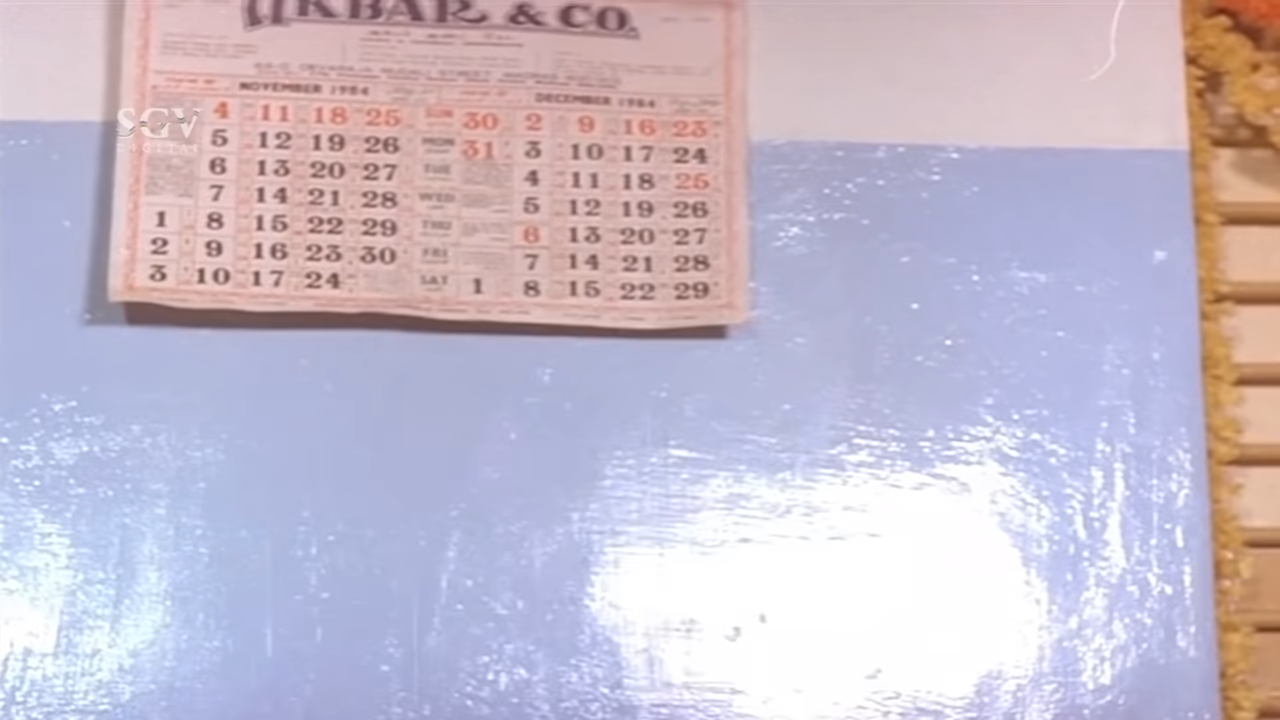 AKBAR & CO.
NOVEMBER 1984 DECEMBER 1984
4 11 18 25 SUN 30 2 9 16 23
5 12 19 26 MON 31 3 10 17 24
6 13 20 27 TUE 4 11 18 25
7 14 21 28 WED 5 12 19 26
1 8 15 22 29 THU 6 13 20 27
2 9 16 23 30 FRI 7 14 21 28
3 10 17 24 SAT 1 8 15 22 29
SGV
DIGITAL